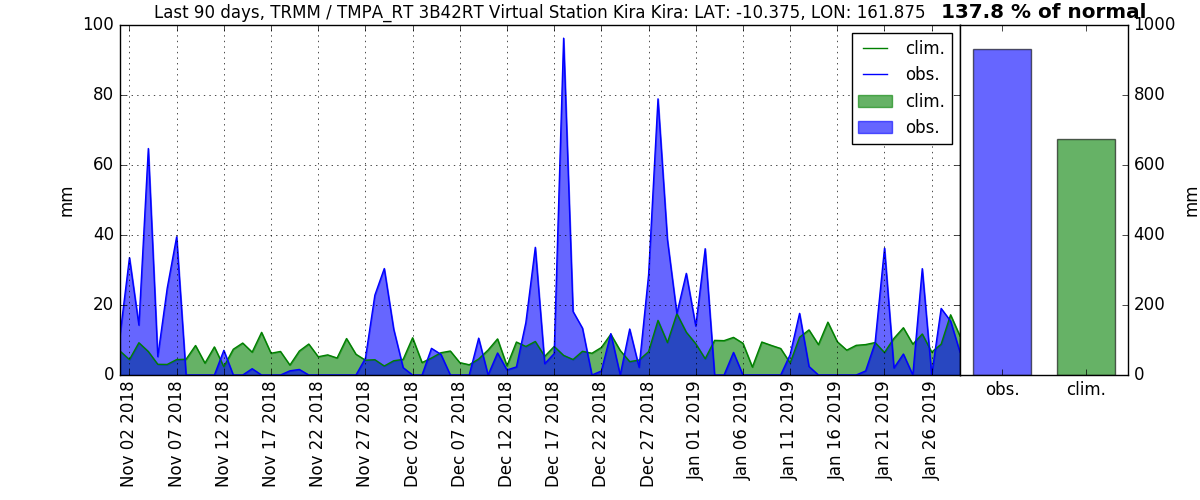 Last 90 days, TRMM / TMPA_RT 3B42RT Virtual Station Kira Kira: LAT: -10.375, LON: 161.875 137.8 % of normal
100
80
60
40
20
0
mm
clim.
obs.
clim.
obs.
1000
800
600
400
200
0
mm
obs.
clim.
Nov 02 2018
Nov 07 2018
Nov 12 2018
Nov 17 2018
Nov 22 2018
Nov 27 2018
Dec 02 2018
Dec 07 2018
Dec 12 2018
Dec 17 2018
Dec 22 2018
Dec 27 2018
Jan 01 2019
Jan 06 2019
Jan 11 2019
Jan 16 2019
Jan 21 2019
Jan 26 2019